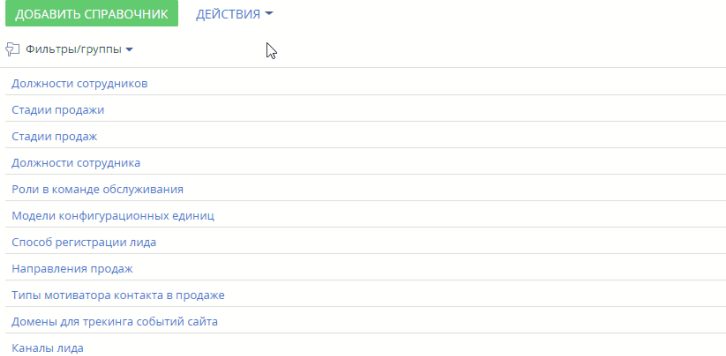 ДОБАВИТЬ СПРАВОЧНИК ДЕЙСТВИЯ
Фильтры/группы
Должности сотрудников
Стадии продажи
Стадии продаж
Должности сотрудника
Роли в команде обслуживания
Модели конфигурационных единиц
Способ регистрации лида
Направления продаж
Типы мотиватора контакта в продаже
Домены для трекинга событий сайта
Каналы лида